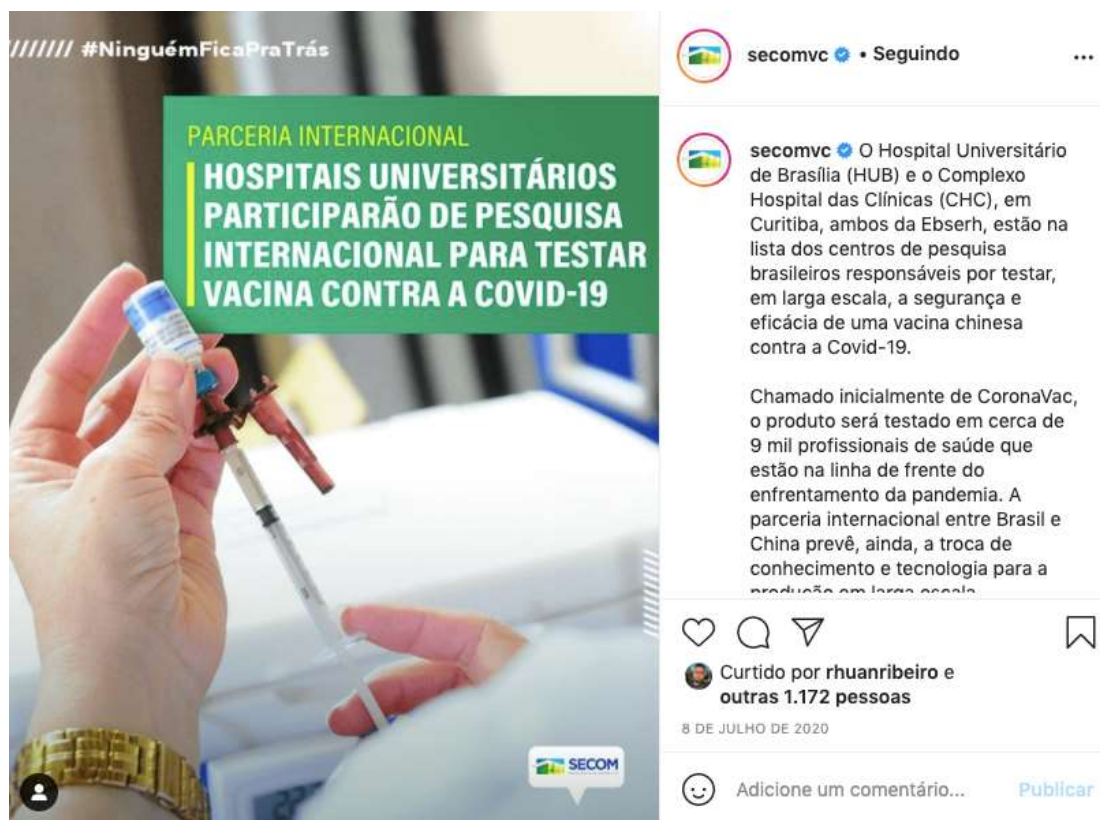 /////// #NinguémFicaPraTrás
PARCERIA INTERNACIONAL
HOSPITAIS UNIVERSITÁRIOS
PARTICIPARÃO DE PESQUISA
INTERNACIONAL PARA TESTAR
VACINA CONTRA A COVID-19
SECOM
secomvc • Seguindo
...
secomvc O Hospital Universitário
de Brasília (HUB) e o Complexo
Hospital das Clínicas (CHC), em
Curitiba, ambos da Ebserh, estão na
lista dos centros de pesquisa
brasileiros responsáveis por testar,
em larga escala, a segurança e
eficácia de uma vacina chinesa
contra a Covid-19.
Chamado inicialmente de CoronaVac,
o produto será testado em cerca de
9 mil profissionais de saúde que
estão na linha de frente do
enfrentamento da pandemia. A
parceria internacional entre Brasil e
China prevê, ainda, a troca de
conhecimento e tecnologia para a
produção em larga escala
Curtido por rhuanribeiro e
outras 1.172 pessoas
8 DE JULHO DE 2020
Adicione um comentário...
Publicar